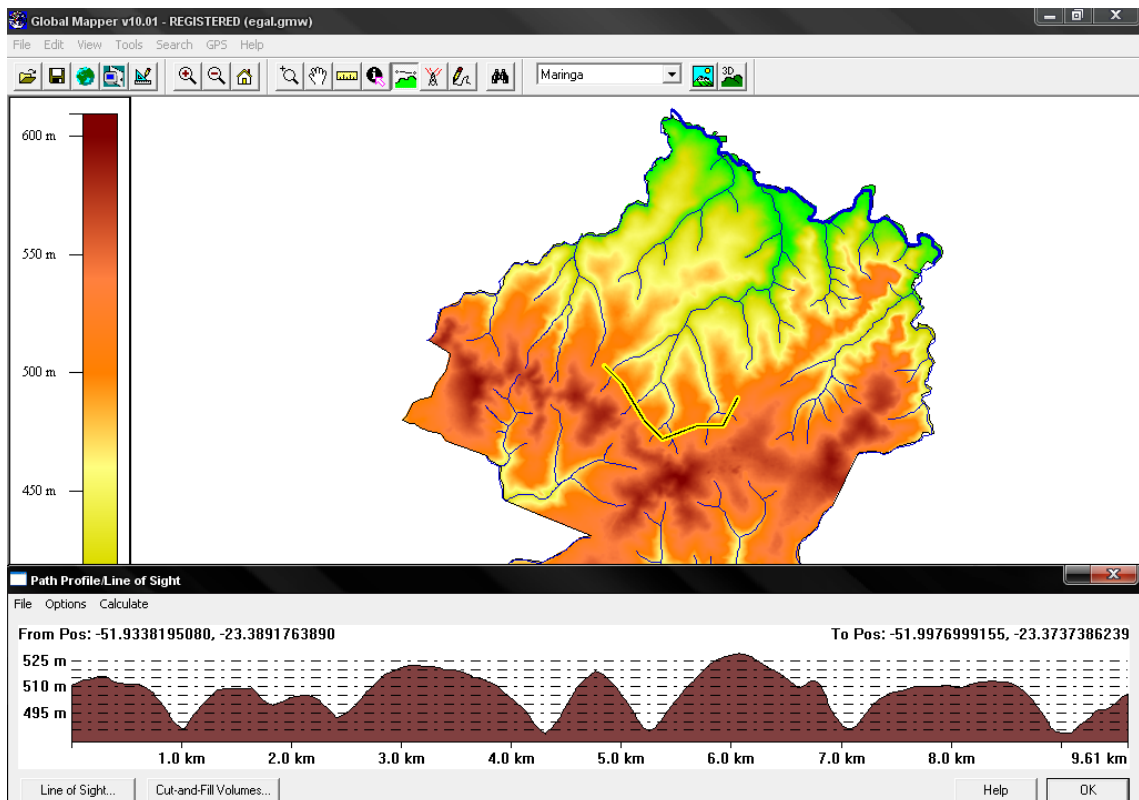 Global Mapper v10.01 - REGISTERED (egal.gmw)
File Edit View Tools Search GPS Help
Maringa
3D
600 m
550 m
500 m
450 m
Path Profile/Line of Sight
File Options Calculate
From Pos: -51.9338195080, -23.3891763890 To Pos: -51.9976999155, -23.3737386239
525 m
510 m
495 m
1.0 km 2.0 km 3.0 km 4.0 km 5.0 km 6.0 km 7.0 km 8.0 km 9.61 km
Line of Sight... Cut-and-Fill Volumes... Help OK